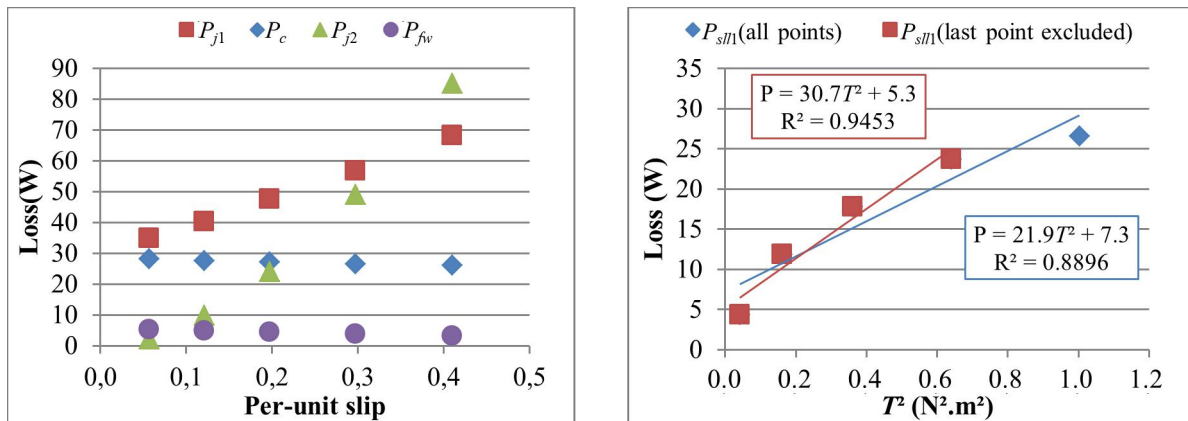 Pj1 Pc Pj2 Pfw
90
80
70
60
50
40
30
20
10
0
Loss(W)
0,0 0,1 0,2 0,3 0,4 0,5
Per-unit slip
Psll1(all points) Psll1(last point excluded)
35
30
25
20
15
10
5
0
Loss (W)
P = 30.7T² + 5.3
R² = 0.9453
P = 21.9T² + 7.3
R² = 0.8896
0.0 0.2 0.4 0.6 0.8 1.0 1.2
T² (N².m²)